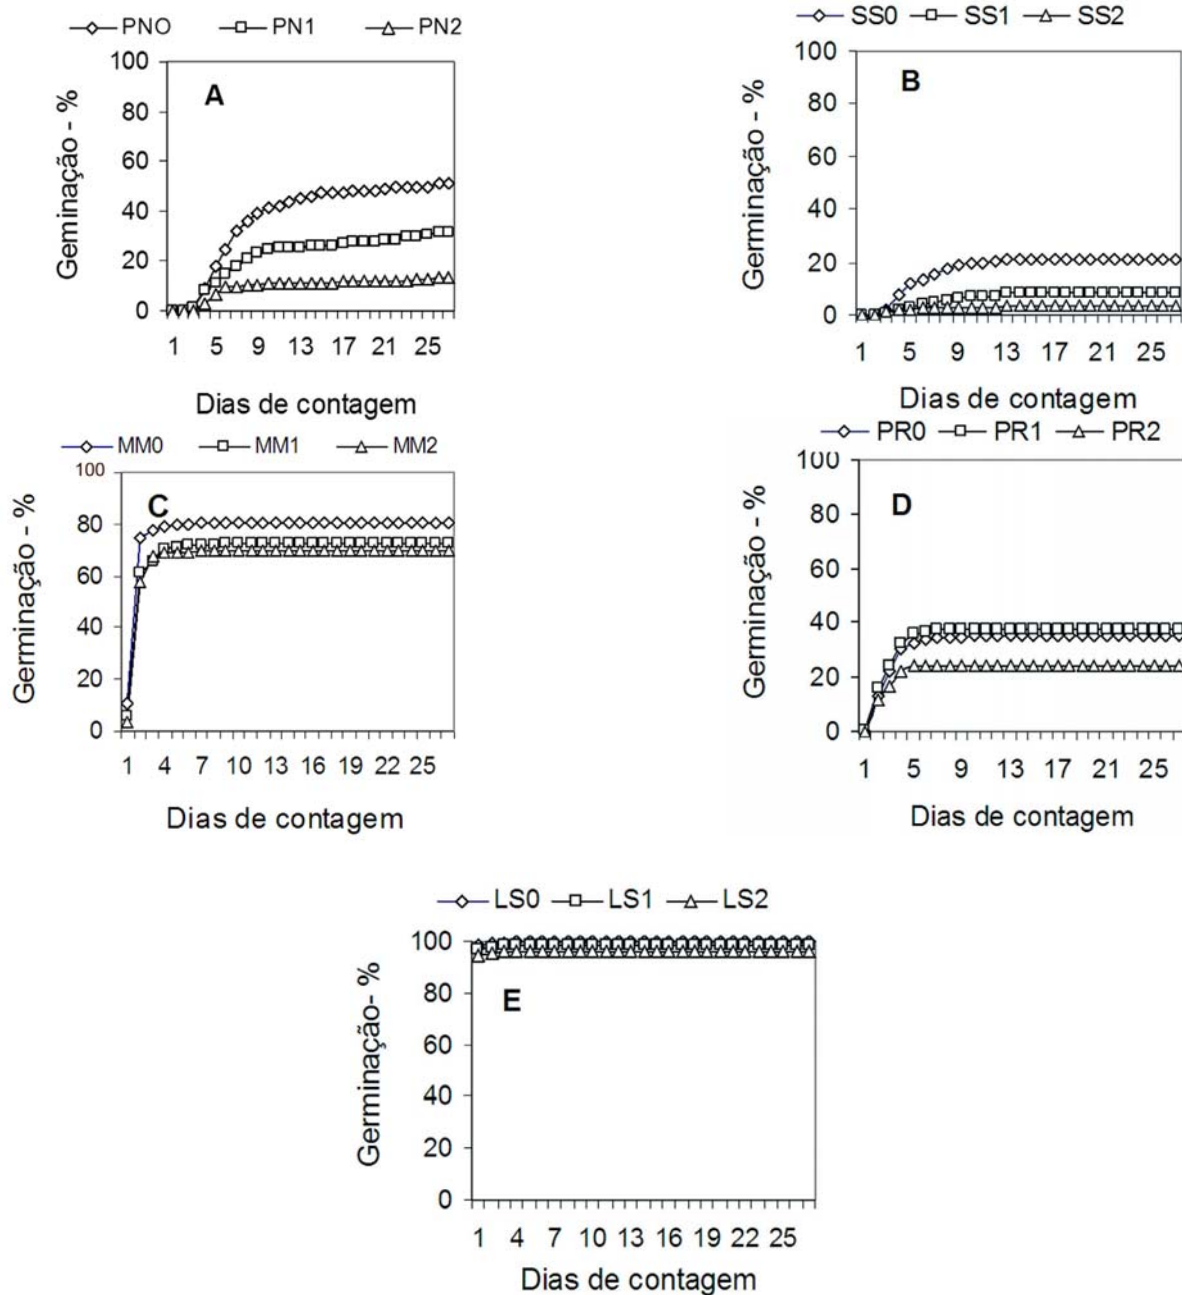 PNO PN1 PN2
A
Geminação - %
100
80
60
40
20
0
1 5 9 13 17 21 25
Dias de contagem
SS0 SS1 SS2
B
Germinação - %
100
80
60
40
20
0
1 5 9 13 17 21 25
Dias de contagem
MM0 MM1 MM2
C
Germinação - %
100
80
60
40
20
0
1 4 7 10 13 16 19 22 25
Dias de contagem
PR0 PR1 PR2
D
Germinação - %
100
80
60
40
20
0
1 5 9 13 17 21 25
Dias de contagem
LS0 LS1 LS2
E
Germinação- %
100
80
60
40
20
0
1 4 7 10 13 16 19 22 25
Dias de contagem